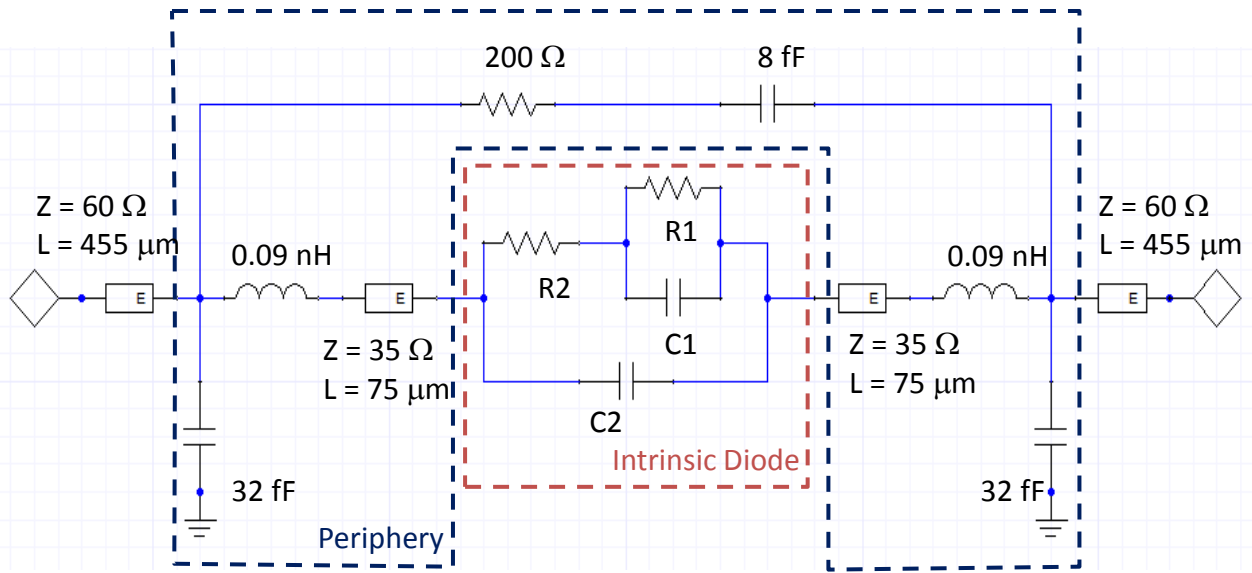 200 Ω
8 fF
Z = 60 Ω
L = 455 μm
0.09 nH
R1
R2
C1
Z = 35 Ω
L = 75 μm
C2
Intrinsic Diode
Z = 35 Ω
L = 75 μm
0.09 nH
Z = 60 Ω
L = 455 μm
E
E
E
E
32 fF
Periphery
32 fF